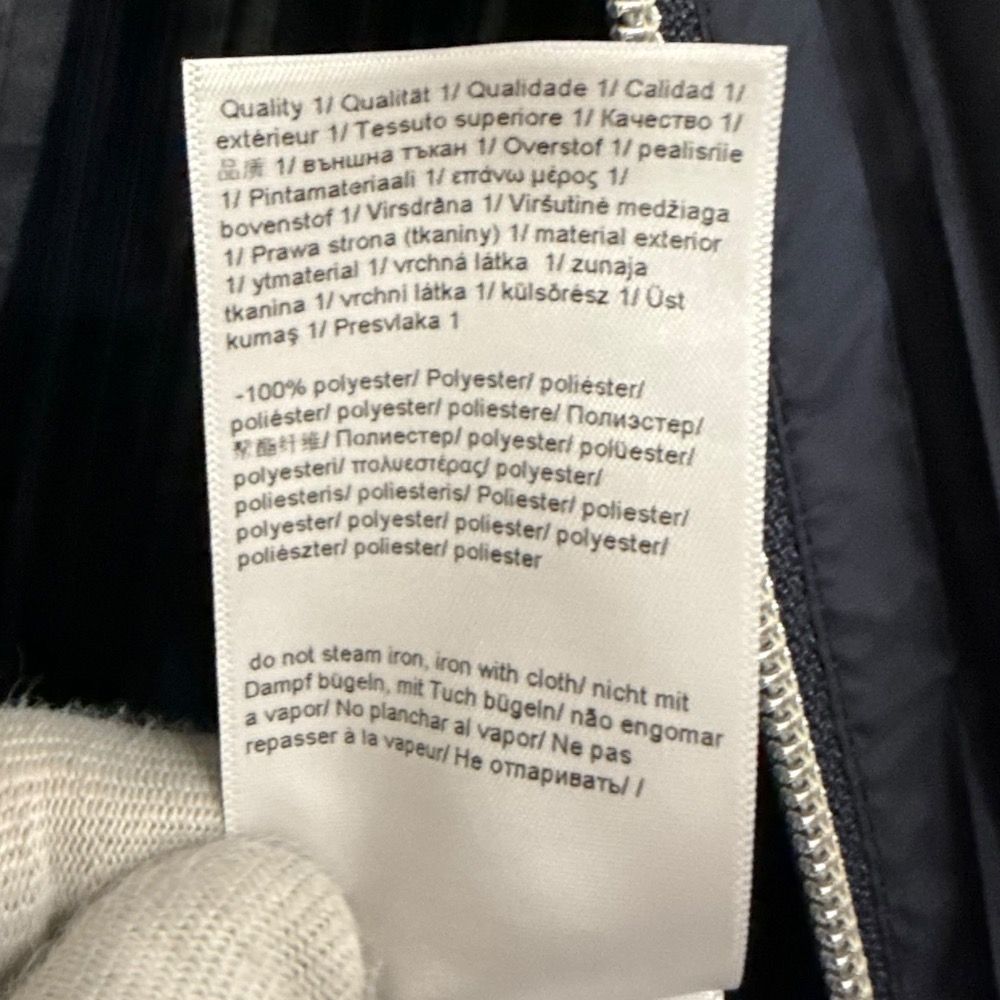 Quality 1/ Qualität 1/ Qualidade 1/ Calidad 1/
extérieur 1/ Tessuto superiore 1/ Качество 1/
品质 1/ външна тъкан 1/ Overstof 1/ pealisriie
1/ Pintamateriaali 1/ επάνω μέρος 1/
bovenstof 1/ Virsdrāna 1/ Viršutinė medžiaga
1/ Prawa strona (tkaniny) 1/ material exterior
1/ ytmaterial 1/ vrchná látka 1/ zunaja
tkanina 1/ vrchní látka 1/ külsőrész 1/ Üst
kumaş 1/ Presvlaka 1
-100% polyester/ Polyester/ poliéster/
poliéster/ polyester/ poliestere/ Полиэстер/
聚酯纤维/ Полиестер/ polyester/ polüester/
polyesteri/ πολυεστέρας/ polyester/
poliesteris/ poliesteris/ Poliester/ poliester/
polyester/ polyester/ poliester/ polyester/
poliészter/ poliester/ poliester
do not steam iron, iron with cloth/ nicht mit
Dampf bügeln, mit Tuch bügeln/ não engomar
a vapor/ No planchar al vapor/ Ne pas
repasser à la vapeur/ Не отпаривать/ /